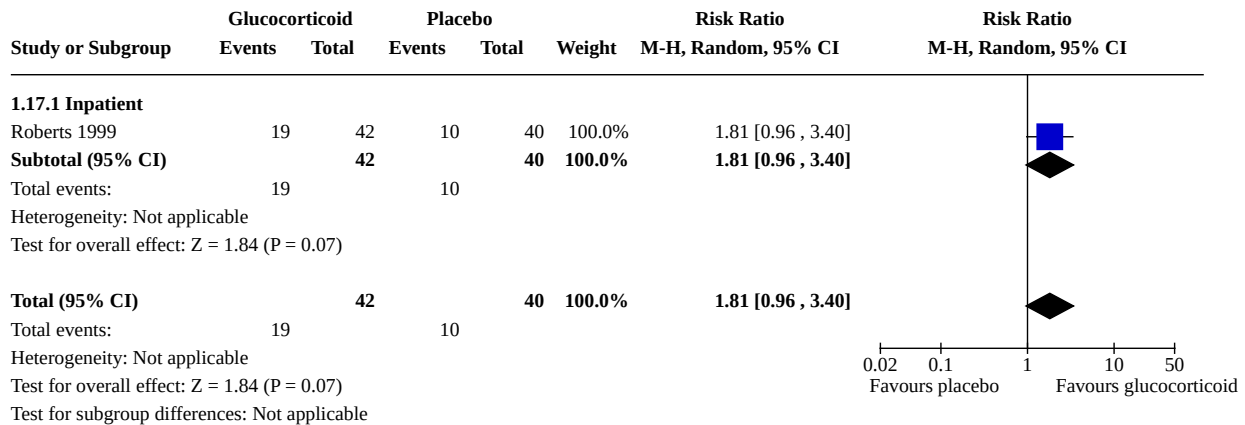 Glucocorticoid Placebo Risk Ratio Risk Ratio
Study or Subgroup Events Total Events Total Weight M-H, Random, 95% CI M-H, Random, 95% CI
1.17.1 Inpatient
Roberts 1999 19 42 10 40 100.0% 1.81 [0.96 , 3.40]
Subtotal (95% CI) 42 40 100.0% 1.81 [0.96 , 3.40]
Total events: 19 10
Heterogeneity: Not applicable
Test for overall effect: Z = 1.84 (P = 0.07)
Total (95% CI) 42 40 100.0% 1.81 [0.96 , 3.40]
Total events: 19 10
Heterogeneity: Not applicable
Test for overall effect: Z = 1.84 (P = 0.07)
Test for subgroup differences: Not applicable
0.02 0.1 1 10 50
Favours placebo Favours glucocorticoid